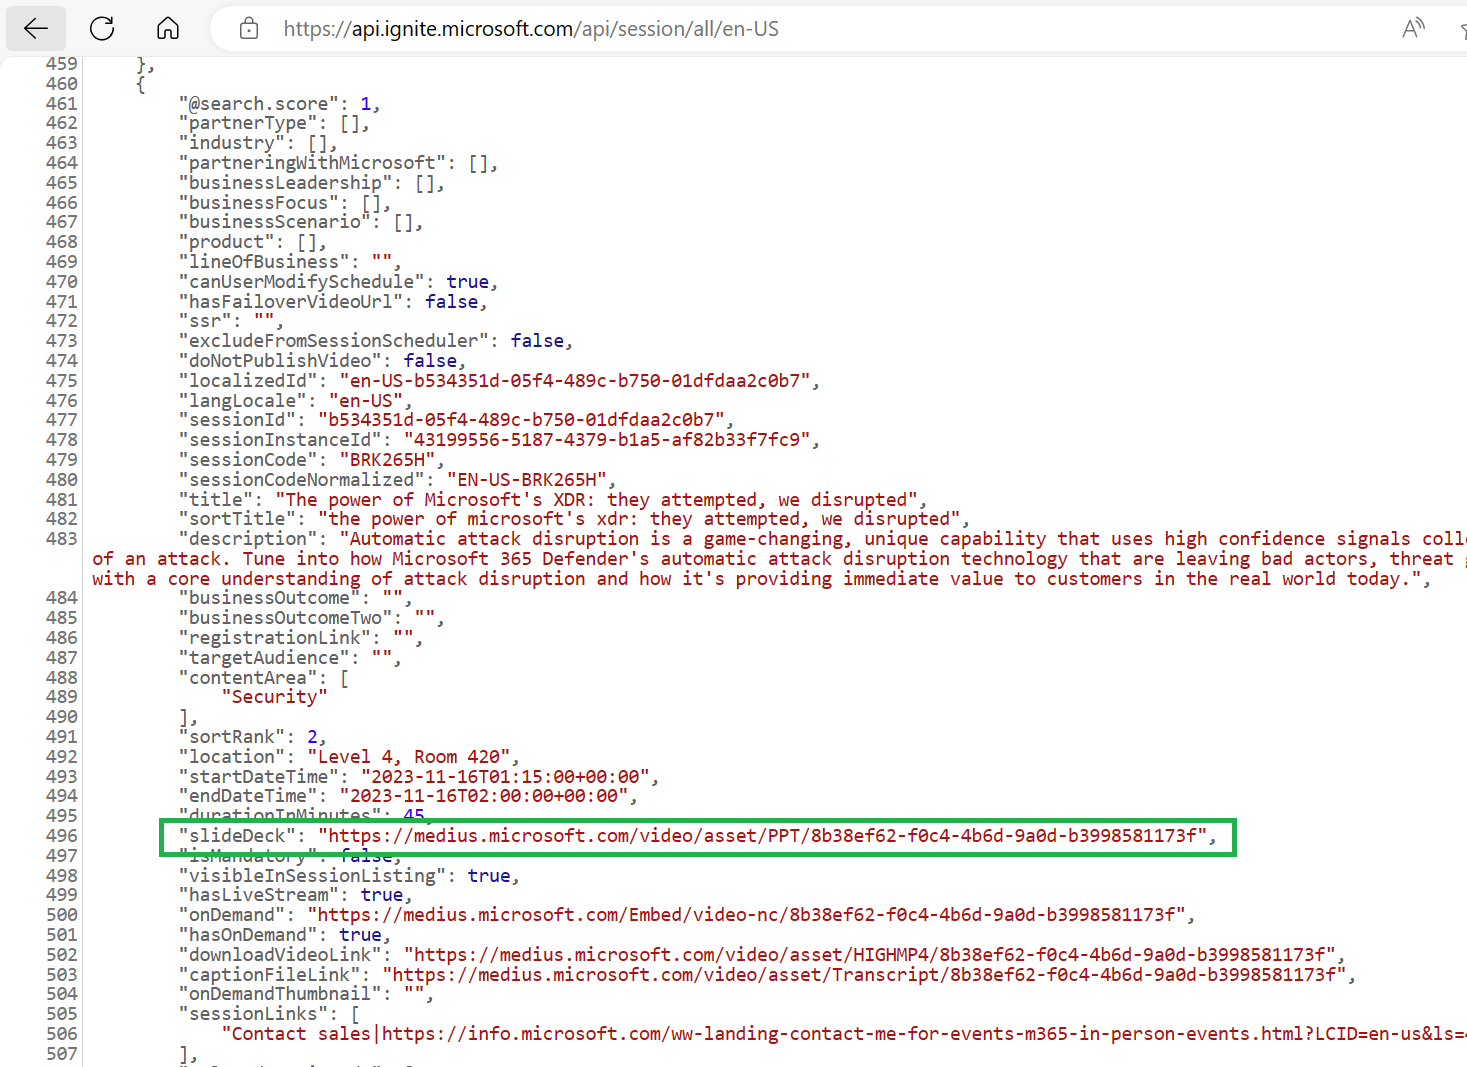 https://api.ignite.microsoft.com/api/session/all/en-US
459 },
460 {
461 "@search.score": 1,
462 "partnerType": [],
463 "industry": [],
464 "partneringWithMicrosoft": [],
465 "businessLeadership": [],
466 "businessFocus": [],
467 "businessScenario": [],
468 "product": [],
469 "lineOfBusiness": "",
470 "canUserModifySchedule": true,
471 "hasFailoverVideoUrl": false,
472 "ssr": "",
473 "excludeFromSessionScheduler": false,
474 "doNotPublishVideo": false,
475 "localizedId": "en-US-b534351d-05f4-489c-b750-01dfdaa2c0b7",
476 "langLocale": "en-US",
477 "sessionId": "b534351d-05f4-489c-b750-01dfdaa2c0b7",
478 "sessionInstanceId": "43199556-5187-4379-b1a5-af82b33f7fc9",
479 "sessionCode": "BRK265H",
480 "sessionCodeNormalized": "EN-US-BRK265H",
481 "title": "The power of Microsoft's XDR: they attempted, we disrupted",
482 "sortTitle": "the power of microsoft's xdr: they attempted, we disrupted",
483 "description": "Automatic attack disruption is a game-changing, unique capability that uses high confidence signals coll
of an attack. Tune into how Microsoft 365 Defender's automatic attack disruption technology that are leaving bad actors, threat
with a core understanding of attack disruption and how it's providing immediate value to customers in the real world today.",
484 "businessOutcome": "",
485 "businessOutcomeTwo": "",
486 "registrationLink": "",
487 "targetAudience": "",
488 "contentArea": [
489 "Security"
490 ],
491 "sortRank": 2,
492 "location": "Level 4, Room 420",
493 "startDateTime": "2023-11-16T01:15:00+00:00",
494 "endDateTime": "2023-11-16T02:00:00+00:00",
495 "durationInMinutes": 45,
496 "slideDeck": "https://medius.microsoft.com/video/asset/PPT/8b38ef62-f0c4-4b6d-9a0d-b3998581173f",
497 "isMandatory": false,
498 "visibleInSessionListing": true,
499 "hasLiveStream": true,
500 "onDemand": "https://medius.microsoft.com/Embed/video-nc/8b38ef62-f0c4-4b6d-9a0d-b3998581173f",
501 "hasOnDemand": true,
502 "downloadVideoLink": "https://medius.microsoft.com/video/asset/HIGHMP4/8b38ef62-f0c4-4b6d-9a0d-b3998581173f",
503 "captionFileLink": "https://medius.microsoft.com/video/asset/Transcript/8b38ef62-f0c4-4b6d-9a0d-b3998581173f",
504 "onDemandThumbnail": "",
505 "sessionLinks": [
506 "Contact sales|https://info.microsoft.com/ww-landing-contact-me-for-events-m365-in-person-events.html?LCID=en-us&ls=
507 ],